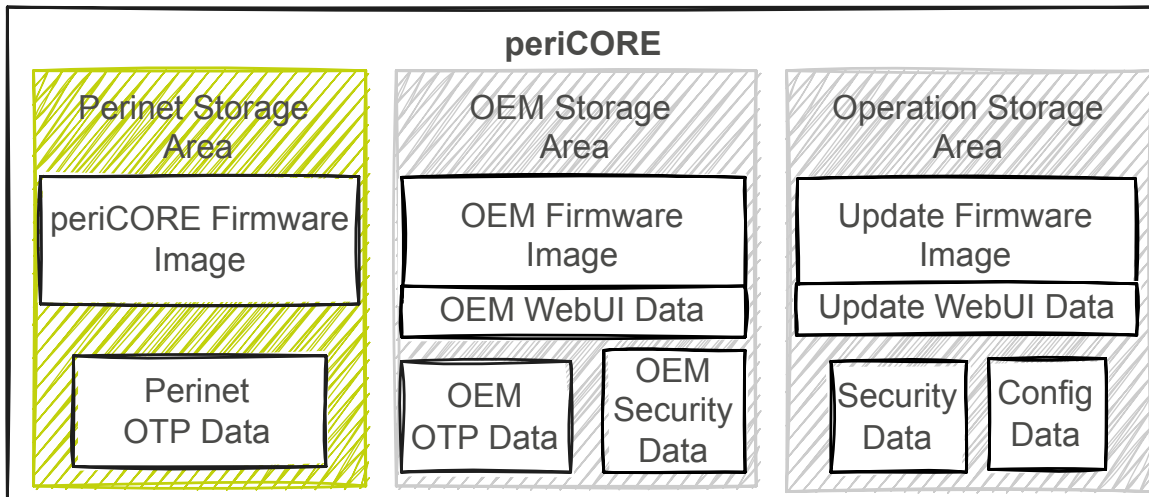 periCORE
Perinet Storage
Area
periCORE Firmware
Image
Perinet
OTP Data
OEM Storage
Area
OEM Firmware
Image
OEM WebUI Data
OEM
OTP Data
OEM
Security
Data
Operation Storage
Area
Update Firmware
Image
Update WebUI Data
Security
Data
Config
Data